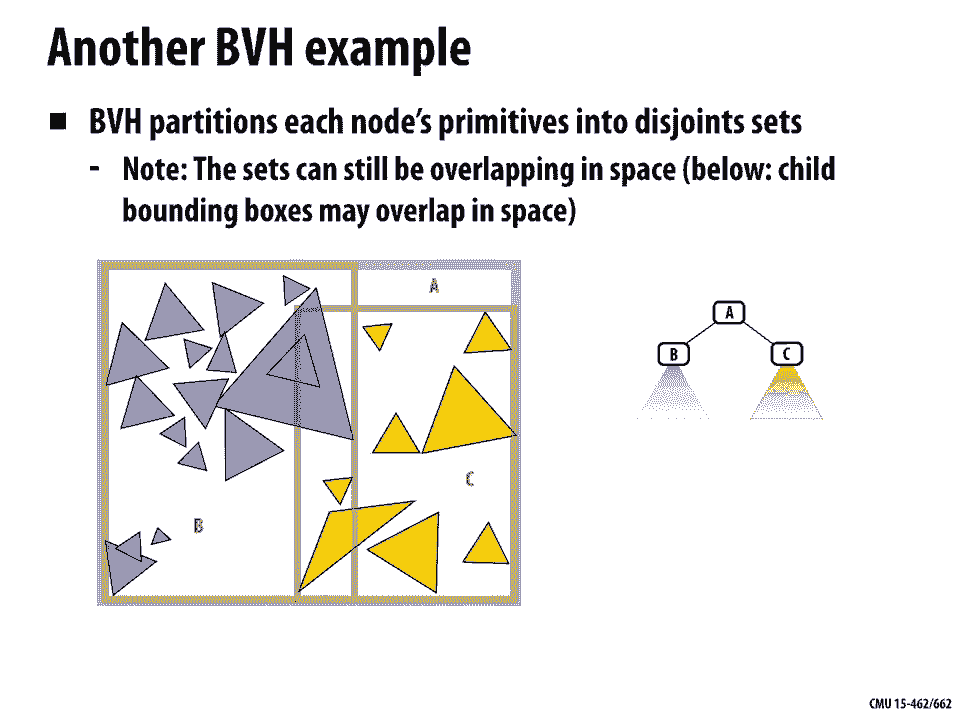 Another BVH example
■ BVH partitions each node’s primitives into disjoints sets
- Note: The sets can still be overlapping in space (below: child
bounding boxes may overlap in space)
A
A
B
C
C
B
CMU 15-462/662